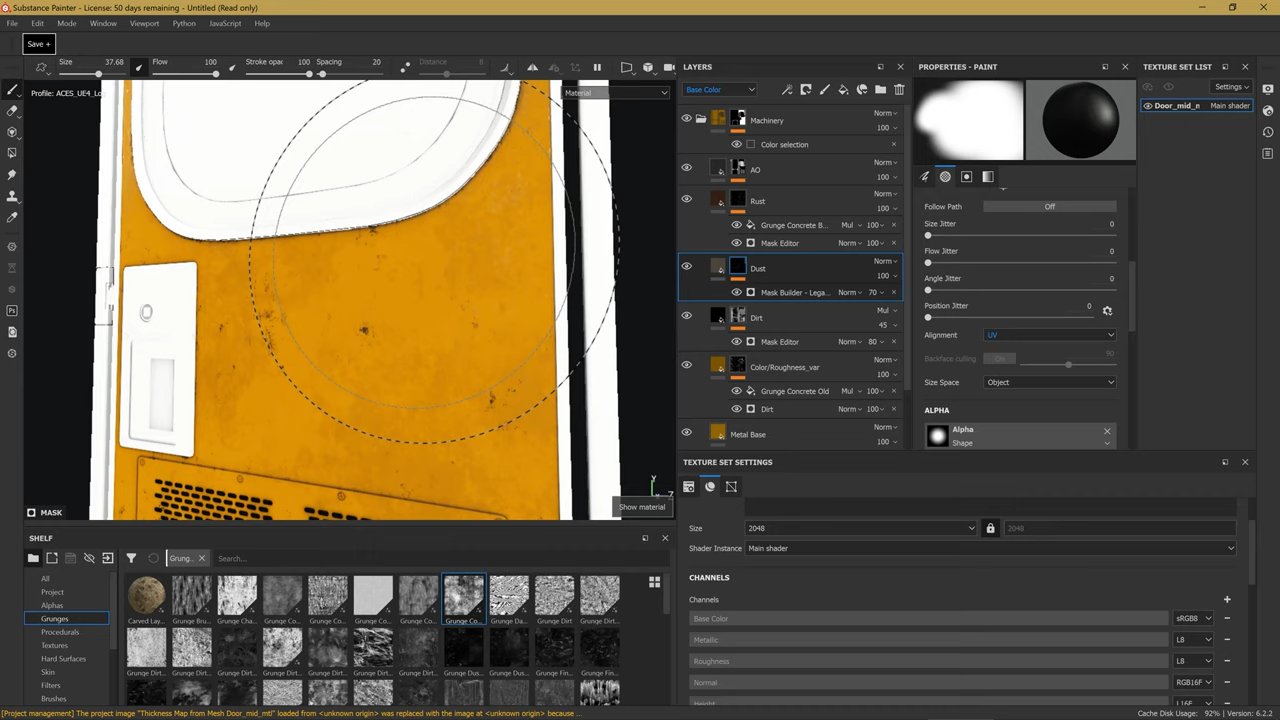 Substance Painter - License: 50 days remaining - Untitled (Read only)
File Edit Mode Window Viewport Python JavaScript Help
Save +
Size 37.68 Flow 100 Stroke opac 100 Spacing 20 Distance 8
Profile: ACES_UE4_Lo
Material
MASK
Show material
LAYERS
Base Color
Machinery Norm 100
Color selection
AO Norm 100
Rust Norm 100
Grunge Concrete B... Mul 100
Mask Editor Norm 100
Dust Norm 100
Mask Builder - Lega... Norm 70
Dirt Mul 45
Mask Editor Norm 80
Color/Roughness_var Norm 100
Grunge Concrete Old Mul 100
Dirt Norm 100
Metal Base Norm 100
PROPERTIES - PAINT
Follow Path Off
Size Jitter 0
Flow Jitter 0
Angle Jitter 0
Position Jitter 0
Alignment UV
Backface culling On 90
Size Space Object
ALPHA
Alpha
Shape
TEXTURE SET LIST
Settings
Door_mid_n Main shader
TEXTURE SET SETTINGS
Size 2048 2048
Shader Instance Main shader
CHANNELS
Channels
Base Color sRGB8
Metallic L8
Roughness L8
Normal RGB16F
Height L16F
SHELF
Grung... Search...
All
Project
Alphas
Grunges
Procedurals
Textures
Hard Surfaces
Skin
Filters
Brushes
Carved Lay... Grunge Bru... Grunge Cha... Grunge Co... Grunge Co... Grunge Co... Grunge Co... Grunge Co... Grunge Da... Grunge Dirt Grunge Dirt...
Grunge Dirt... Grunge Dirt... Grunge Dirt... Grunge Dirt... Grunge Dirt... Grunge Dirt... Grunge Dus... Grunge Dus... Grunge Fin... Grunge Fin...
[Project management] The project image "Thickness Map from Mesh Door_mid_mtl" loaded from <unknown origin> was replaced with the image at <unknown origin> because ...
Cache Disk Usage: 92% | Version: 6.2.2